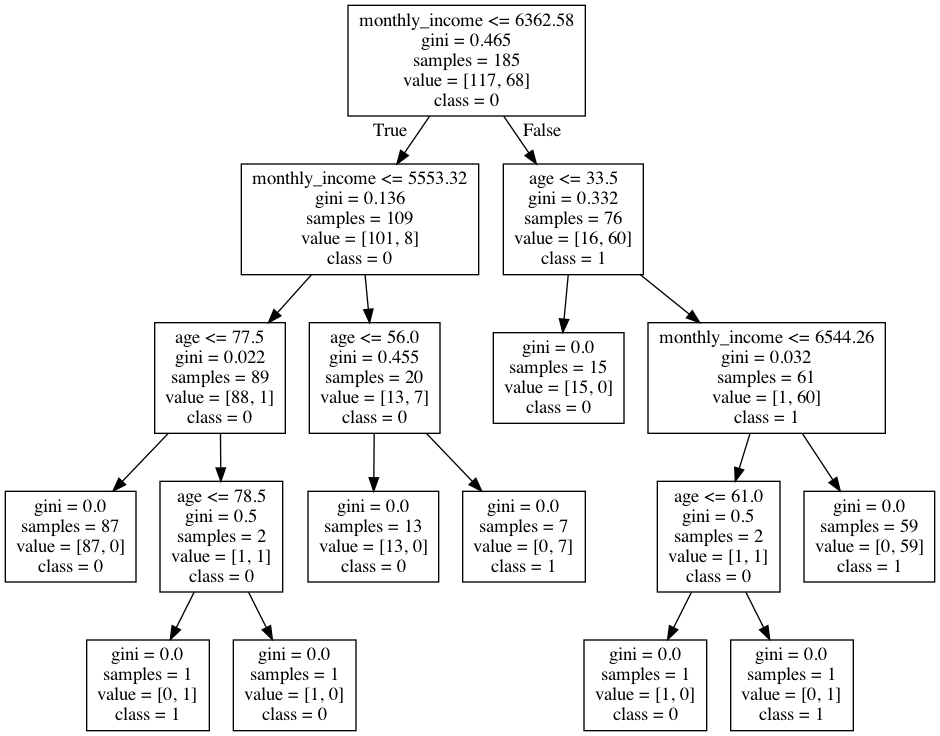 monthly_income <= 6362.58
gini = 0.465
samples = 185
value = [117, 68]
class = 0
True
False
monthly_income <= 5553.32
gini = 0.136
samples = 109
value = [101, 8]
class = 0
age <= 33.5
gini = 0.332
samples = 76
value = [16, 60]
class = 1
age <= 77.5
gini = 0.022
samples = 89
value = [88, 1]
class = 0
age <= 56.0
gini = 0.455
samples = 20
value = [13, 7]
class = 0
gini = 0.0
samples = 15
value = [15, 0]
class = 0
monthly_income <= 6544.26
gini = 0.032
samples = 61
value = [1, 60]
class = 1
gini = 0.0
samples = 87
value = [87, 0]
class = 0
age <= 78.5
gini = 0.5
samples = 2
value = [1, 1]
class = 0
gini = 0.0
samples = 13
value = [13, 0]
class = 0
gini = 0.0
samples = 7
value = [0, 7]
class = 1
age <= 61.0
gini = 0.5
samples = 2
value = [1, 1]
class = 0
gini = 0.0
samples = 59
value = [0, 59]
class = 1
gini = 0.0
samples = 1
value = [0, 1]
class = 1
gini = 0.0
samples = 1
value = [1, 0]
class = 0
gini = 0.0
samples = 1
value = [1, 0]
class = 0
gini = 0.0
samples = 1
value = [0, 1]
class = 1